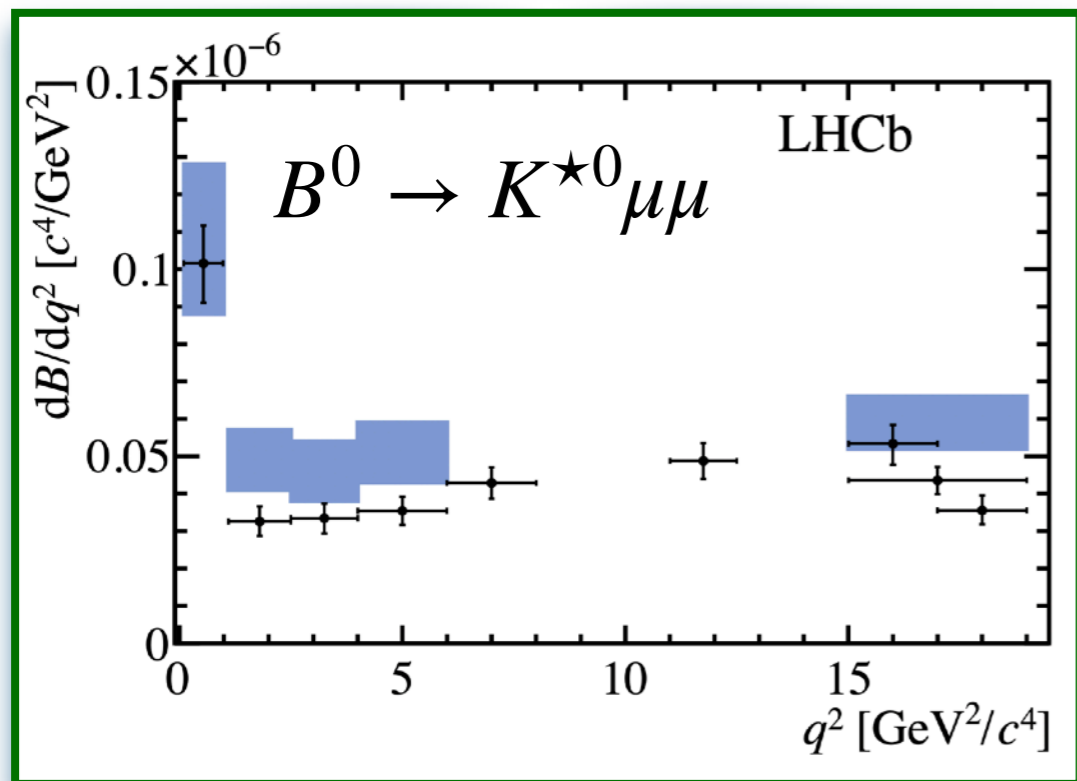 ×10⁻⁶
0.15
0.1
0.05
0
dB/dq² [c⁴/GeV²]
LHCb
B⁰ → K★⁰μμ
0 5 10 15
q² [GeV²/c⁴]